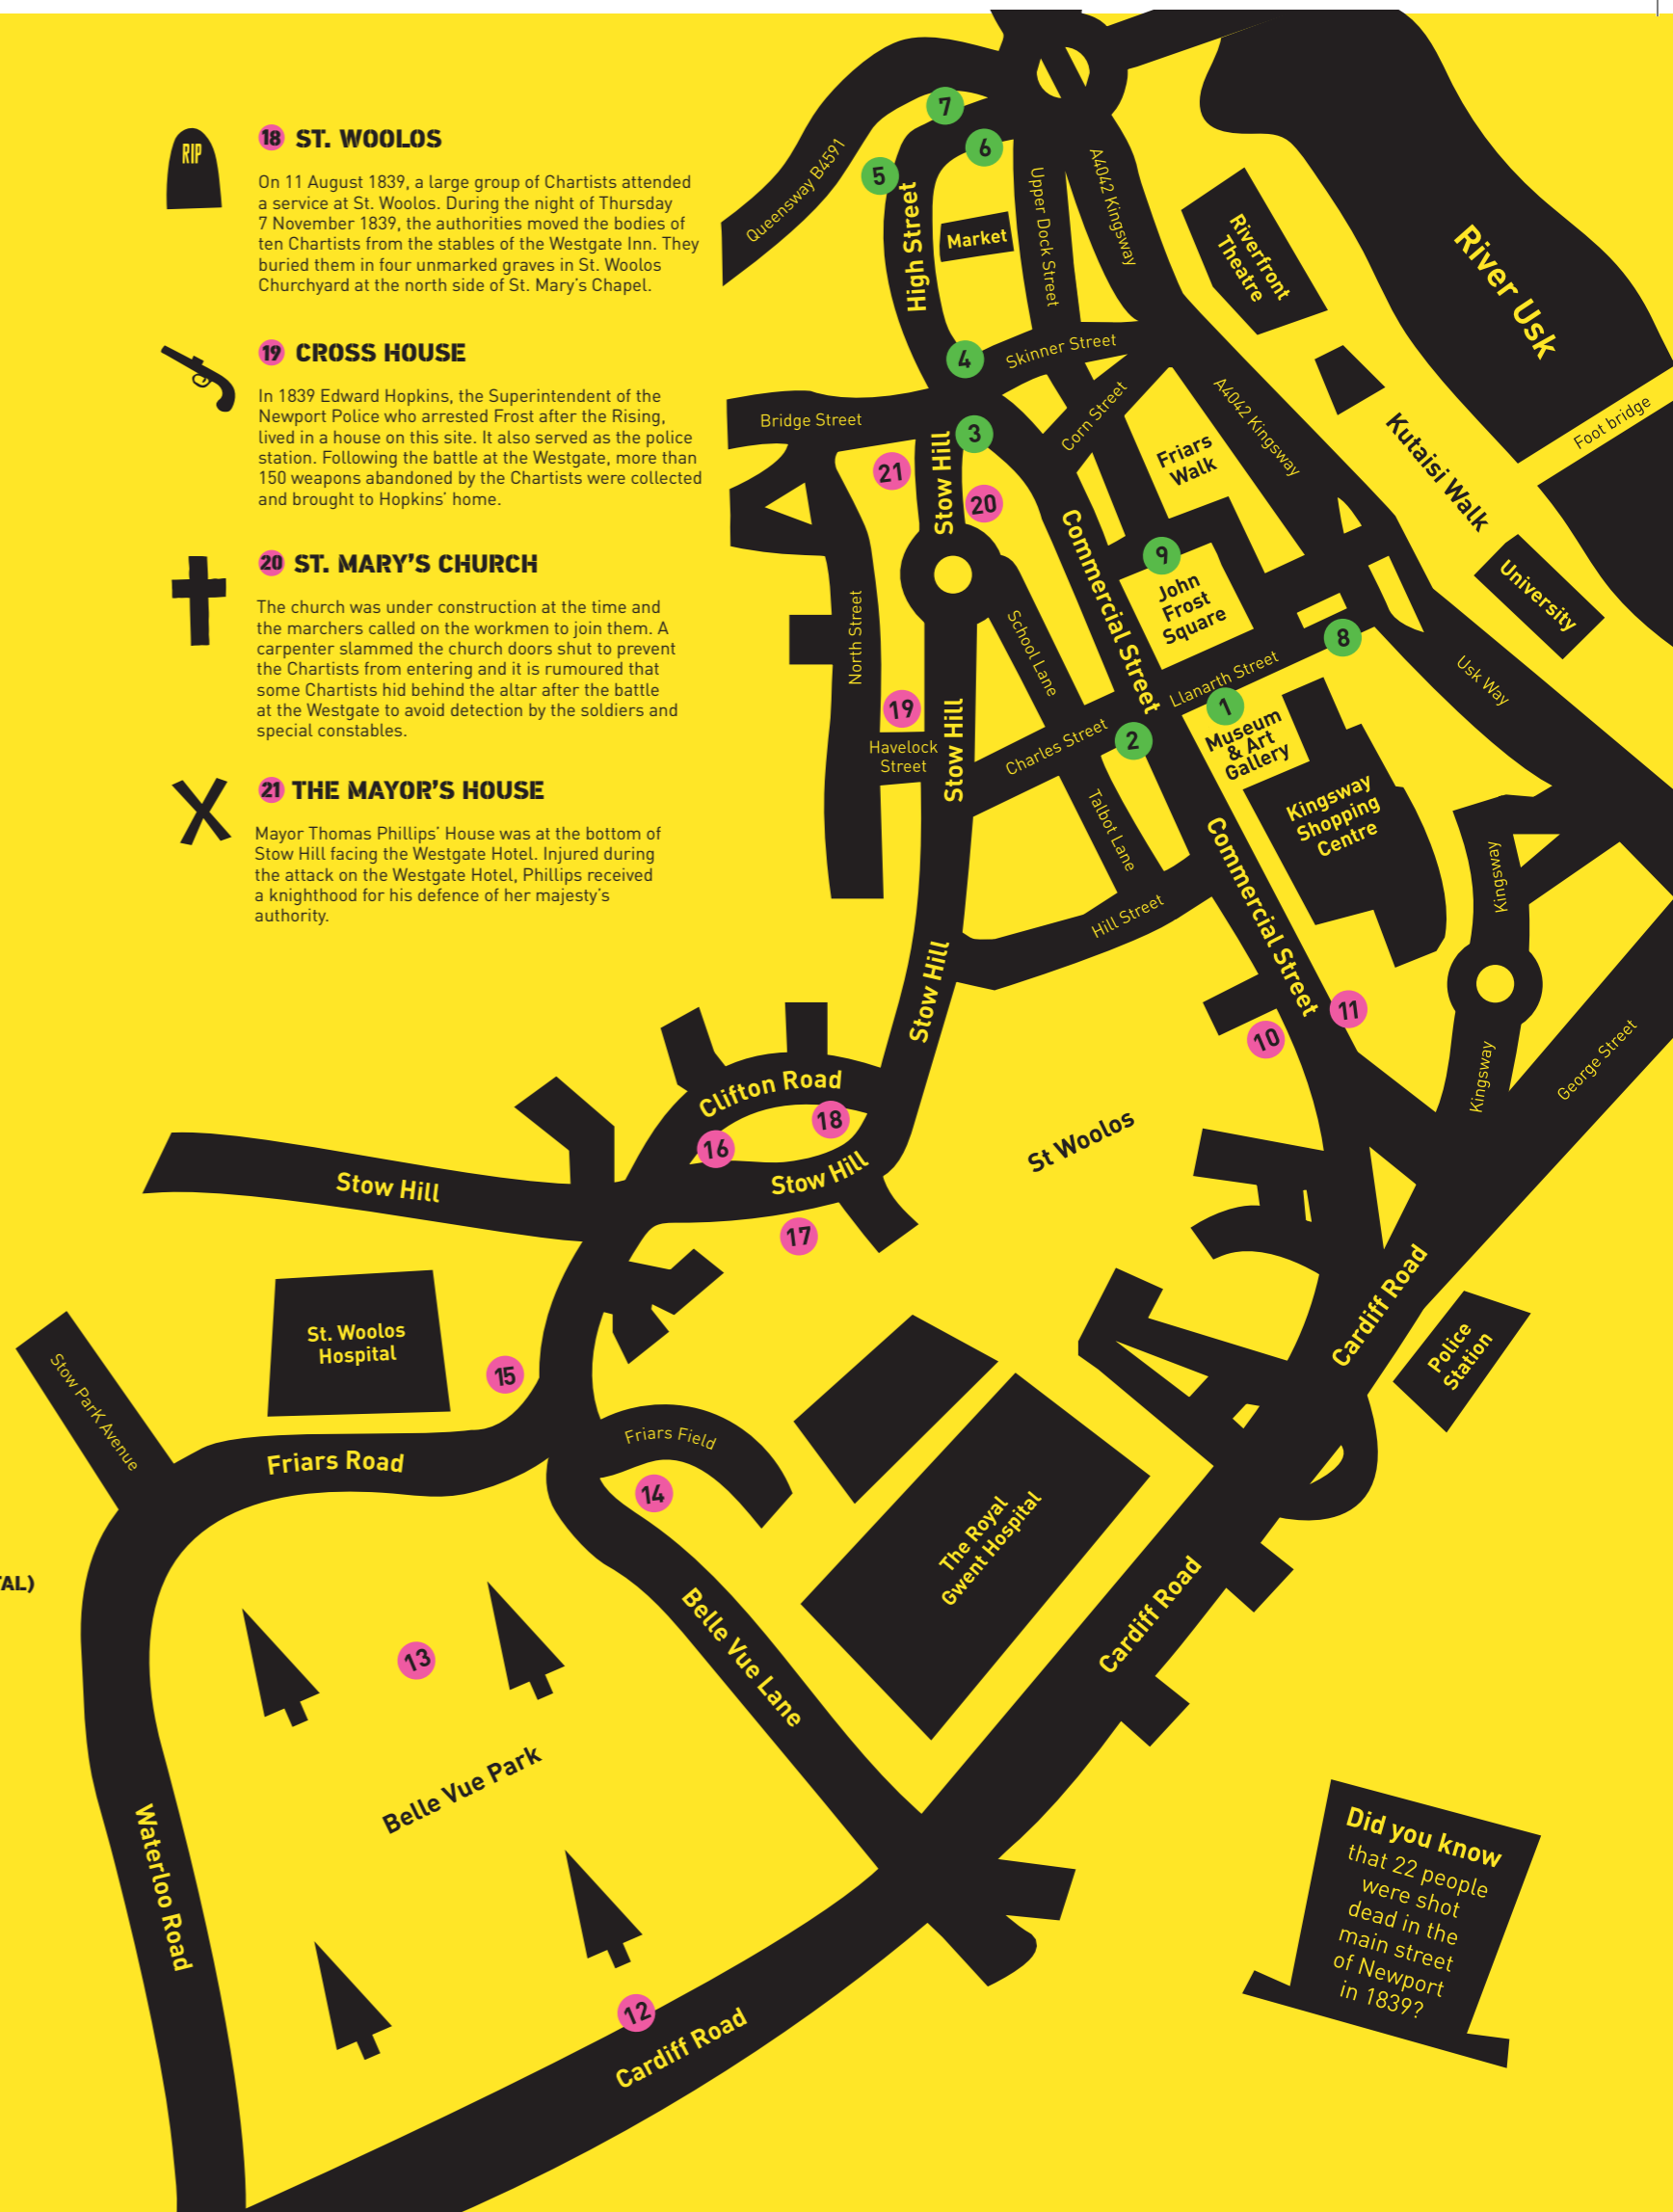 RIP
18 ST. WOOLOS
On 11 August 1839, a large group of Chartists attended
a service at St. Woolos. During the night of Thursday
7 November 1839, the authorities moved the bodies of
ten Chartists from the stables of the Westgate Inn. They
buried them in four unmarked graves in St. Woolos
Churchyard at the north side of St. Mary's Chapel.
19 CROSS HOUSE
In 1839 Edward Hopkins, the Superintendent of the
Newport Police who arrested Frost after the Rising,
lived in a house on this site. It also served as the police
station. Following the battle at the Westgate, more than
150 weapons abandoned by the Chartists were collected
and brought to Hopkins' home.
20 ST. MARY'S CHURCH
The church was under construction at the time and
the marchers called on the workmen to join them. A
carpenter slammed the church doors shut to prevent
the Chartists from entering and it is rumoured that
some Chartists hid behind the altar after the battle
at the Westgate to avoid detection by the soldiers and
special constables.
21 THE MAYOR'S HOUSE
Mayor Thomas Phillips' House was at the bottom of
Stow Hill facing the Westgate Hotel. Injured during
the attack on the Westgate Hotel, Phillips received
a knighthood for his defence of her majesty's
authority.
7
6
5
Queensway B4591
High Street
Market
Upper Dock Street
A4042 Kingsway
Riverfront
Theatre
River Usk
4
Skinner Street
Bridge Street
3
Corn Street
A4042 Kingsway
Foot bridge
Kutaisi Walk
Friars
Walk
21
Stow Hill
20
Commercial Street
9
John
Frost
Square
University
8
North Street
School Lane
Llanarth Street
Usk Way
19
Havelock
Street
Stow Hill
Charles Street
2
1
Museum
& Art
Gallery
Kingsway
Shopping
Centre
Talbot Lane
Commercial Street
Kingsway
Hill Street
Stow Hill
10
11
Kingsway
George Street
Clifton Road
18
16
Stow Hill
St Woolos
Stow Hill
17
St. Woolos
Hospital
15
Cardiff Road
Police
Station
Stow ParK Avenue
Friars Road
Friars Field
14
The Royal
Gwent Hospital
TAL)
13
Belle Vue Lane
Cardiff Road
Belle Vue Park
Waterloo Road
12
Cardiff Road
Did you know
that 22 people
were shot
dead in the
main street
of Newport
in 1839?